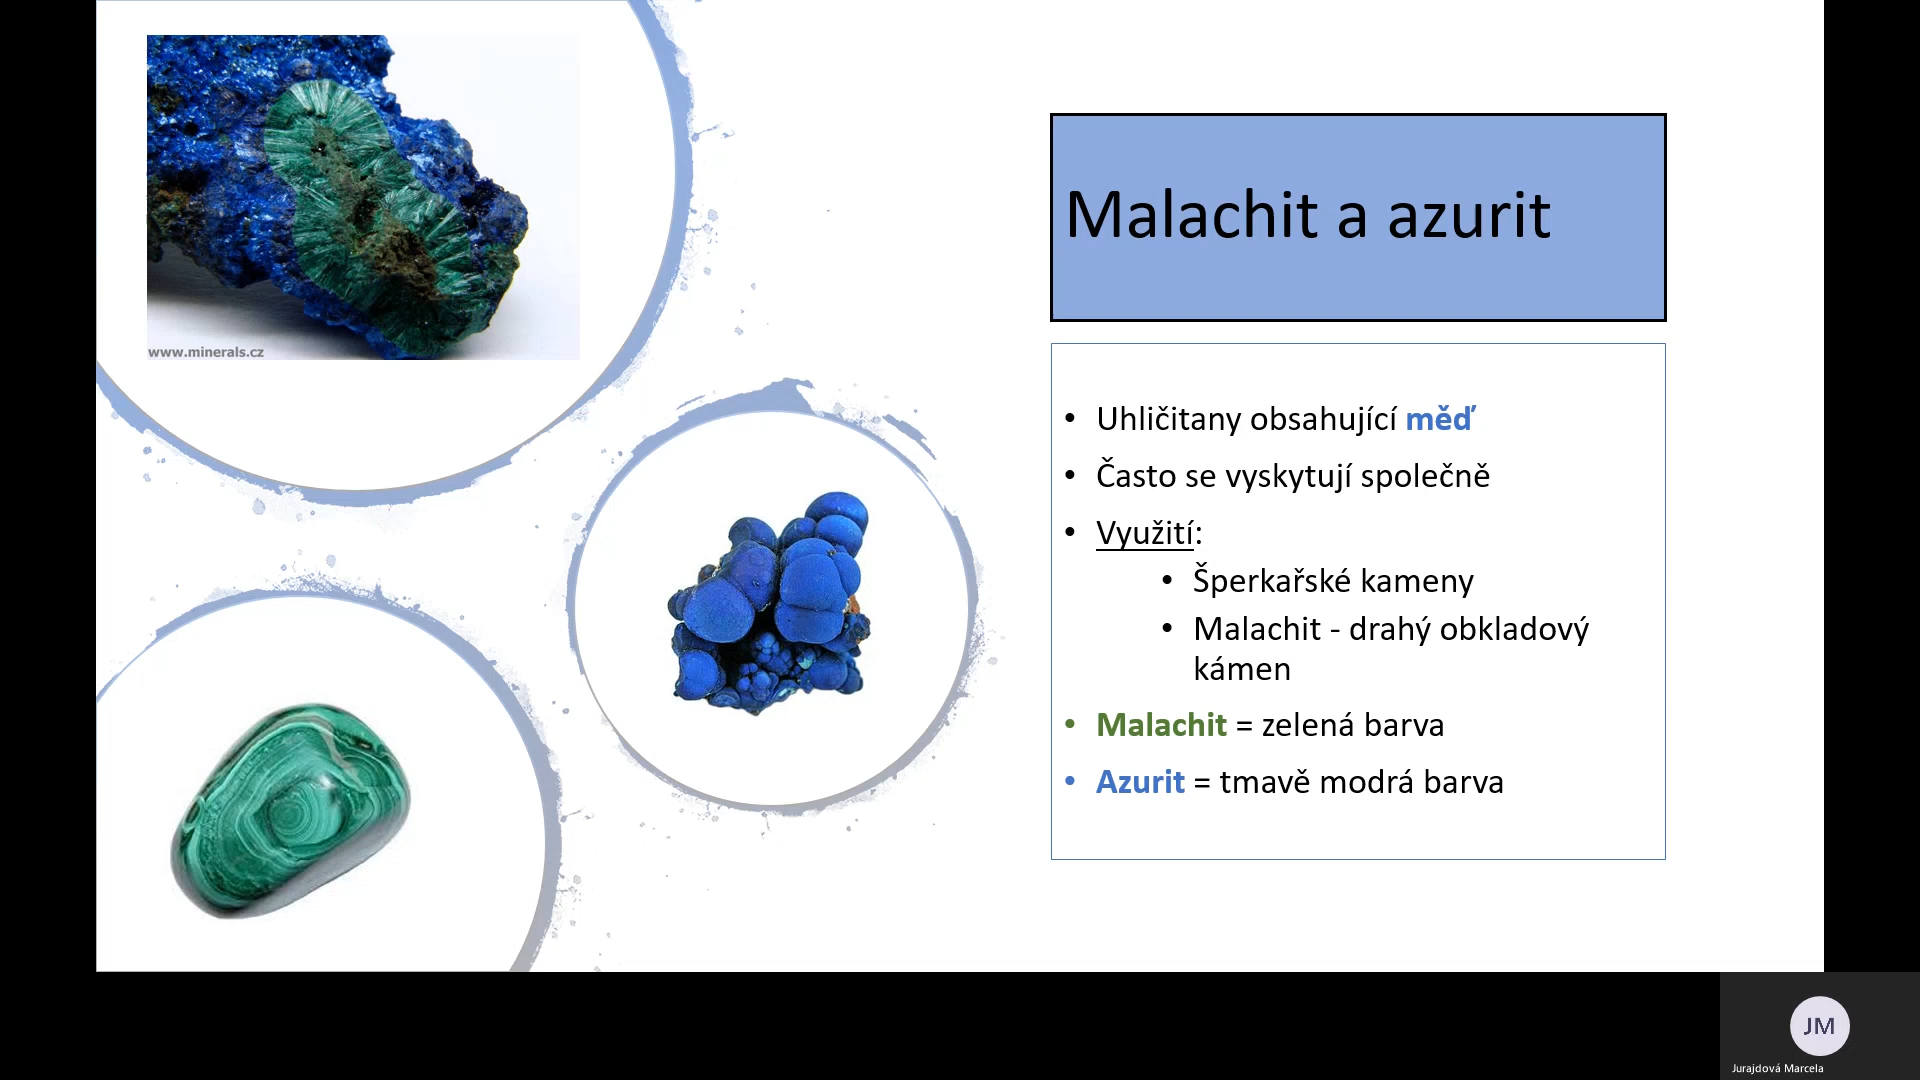 www.minerals.cz
Malachit a azurit
• Uhličitany obsahující měď
• Často se vyskytují společně
• Využití:
• Šperkařské kameny
• Malachit - drahý obkladový
kámen
• Malachit = zelená barva
• Azurit = tmavě modrá barva
JM
Jurajdová Marcela